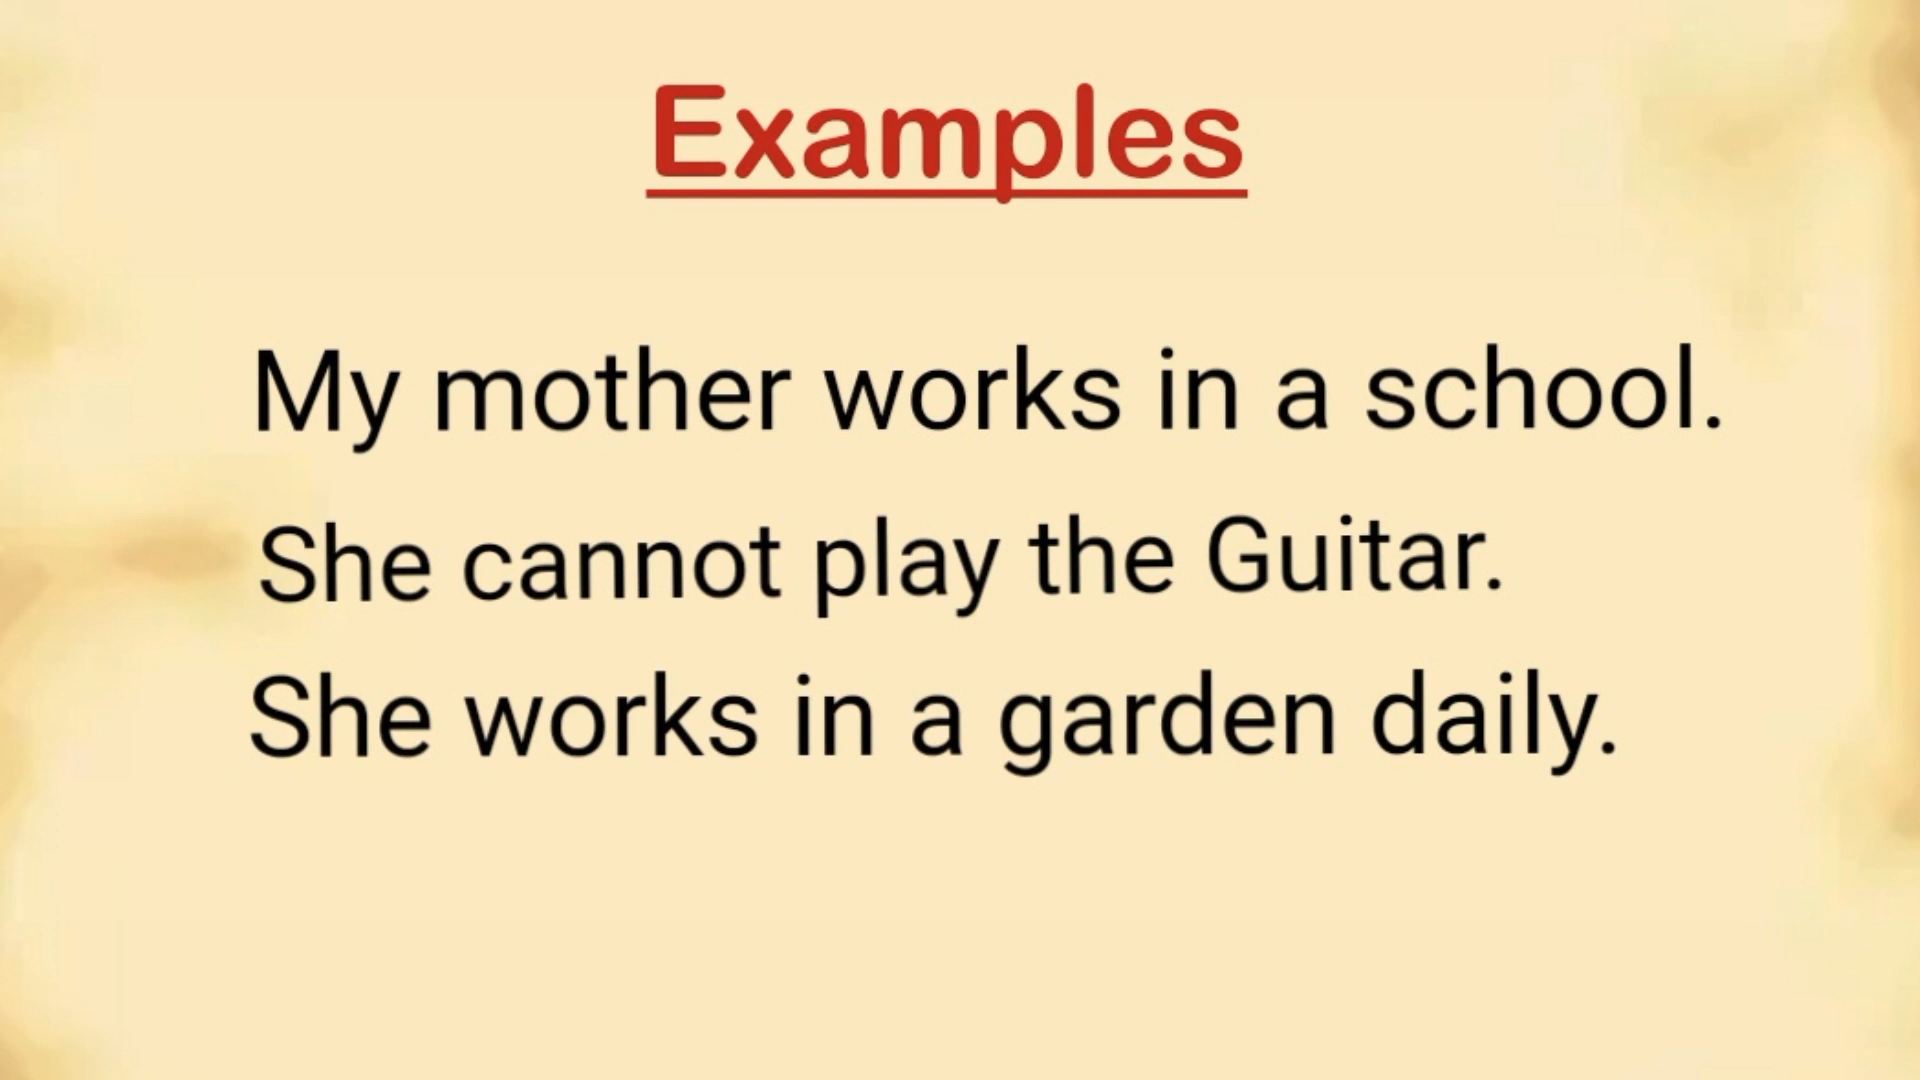 Examples
My mother works in a school.
She cannot play the Guitar.
She works in a garden daily.